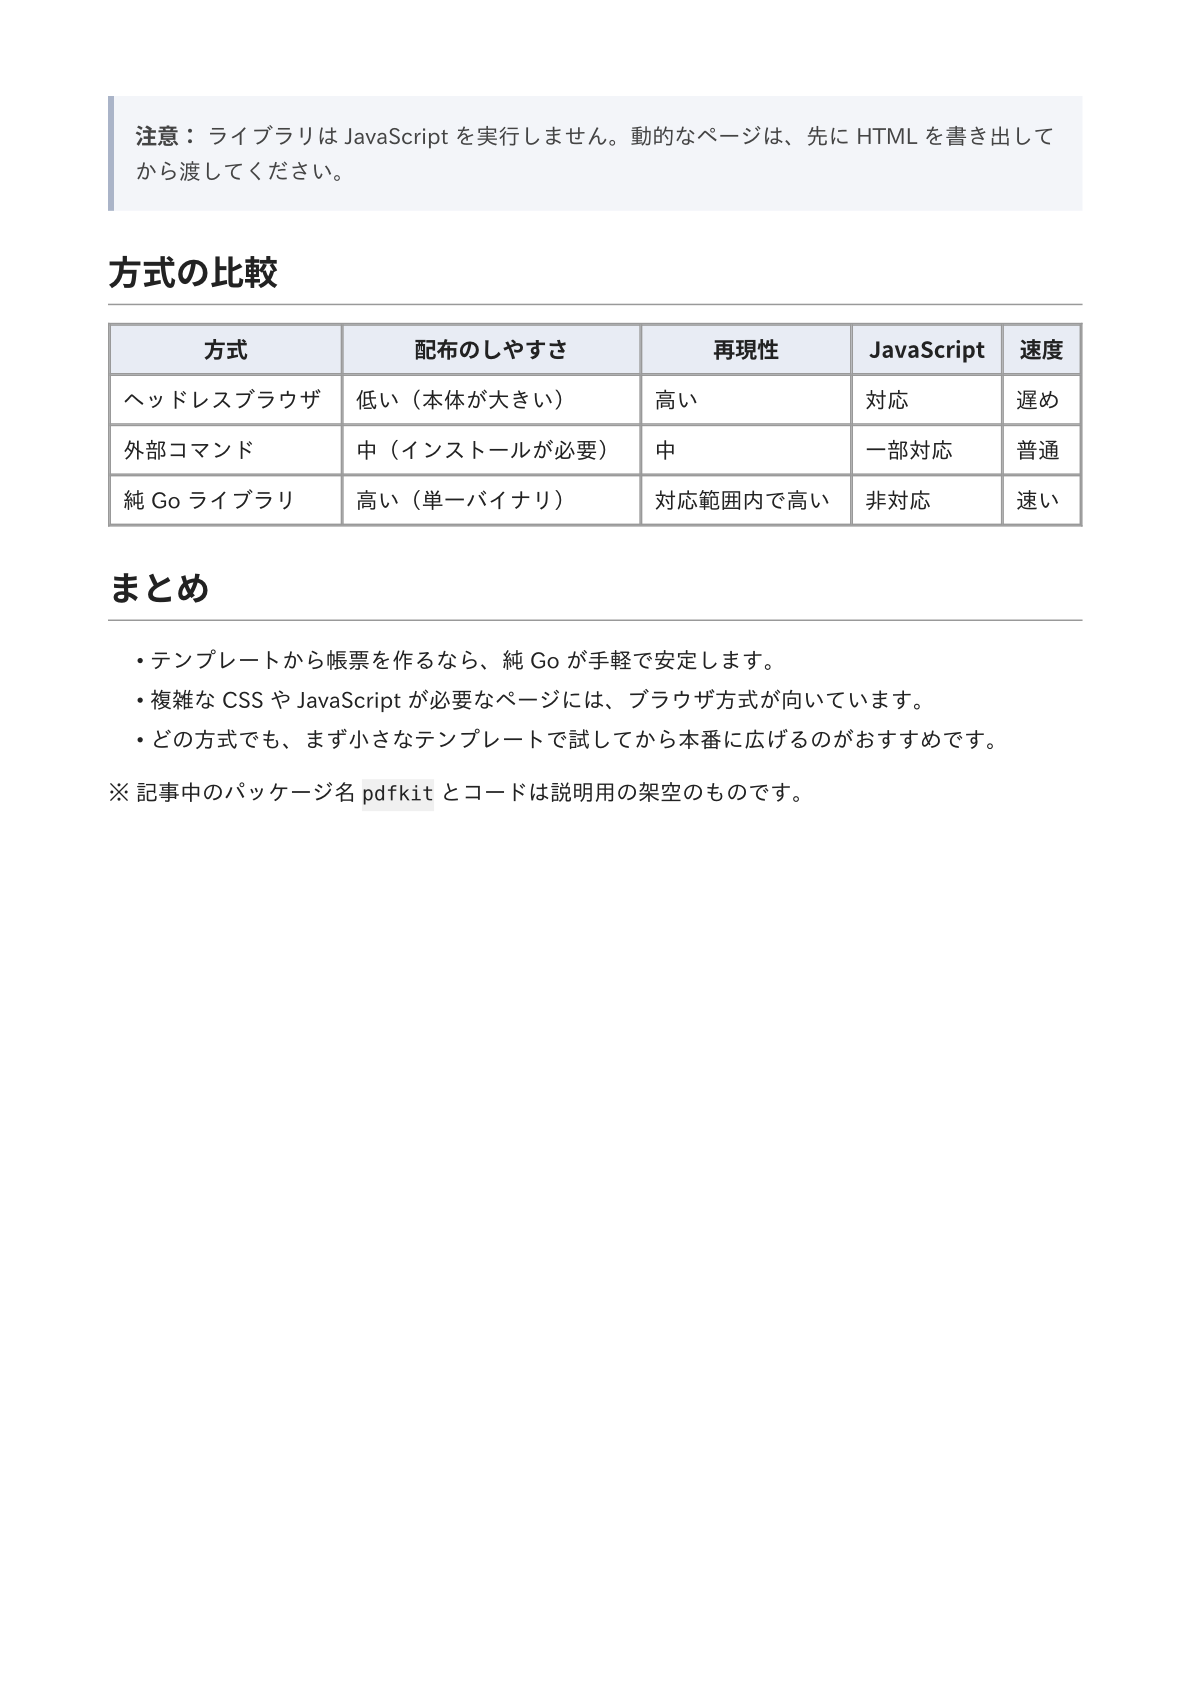 注意： ライブラリは JavaScript を実行しません。動的なページは、先に HTML を書き出して
から渡してください。
方式の比較
方式 配布のしやすさ 再現性 JavaScript 速度
ヘッドレスブラウザ 低い（本体が大きい） 高い 対応 遅め
外部コマンド 中（インストールが必要） 中 一部対応 普通
純 Go ライブラリ 高い（単一バイナリ） 対応範囲内で高い 非対応 速い
まとめ
• テンプレートから帳票を作るなら、純 Go が手軽で安定します。
• 複雑な CSS や JavaScript が必要なページには、ブラウザ方式が向いています。
• どの方式でも、まず小さなテンプレートで試してから本番に広げるのがおすすめです。
※ 記事中のパッケージ名 pdfkit とコードは説明用の架空のものです。